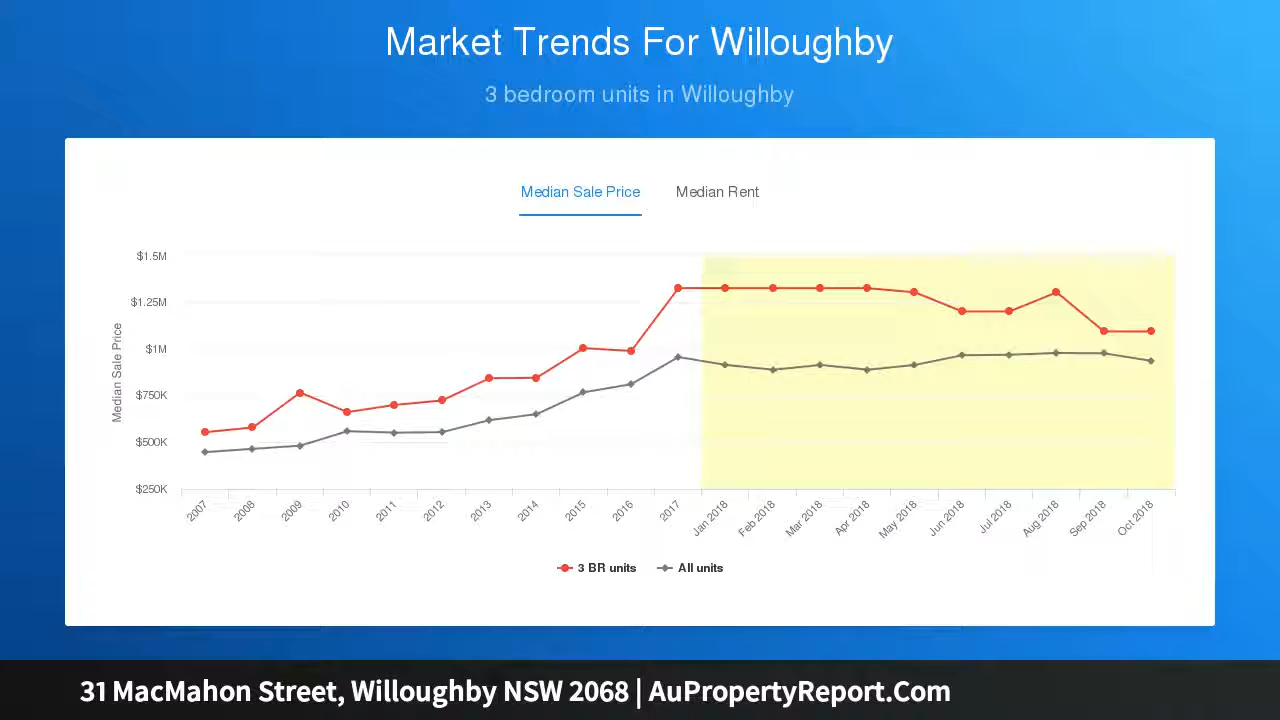 Market Trends For Willoughby
3 bedroom units in Willoughby
Median Sale Price Median Rent
Median Sale Price
$1.5M
$1.25M
$1M
$750K
$500K
$250K
2007 2008 2009 2010 2011 2012 2013 2014 2015 2016 2017 Jan 2018 Feb 2018 Mar 2018 Apr 2018 May 2018 Jun 2018 Jul 2018 Aug 2018 Sep 2018 Oct 2018
3 BR units All units
31 MacMahon Street, Willoughby NSW 2068 | AuPropertyReport.Com